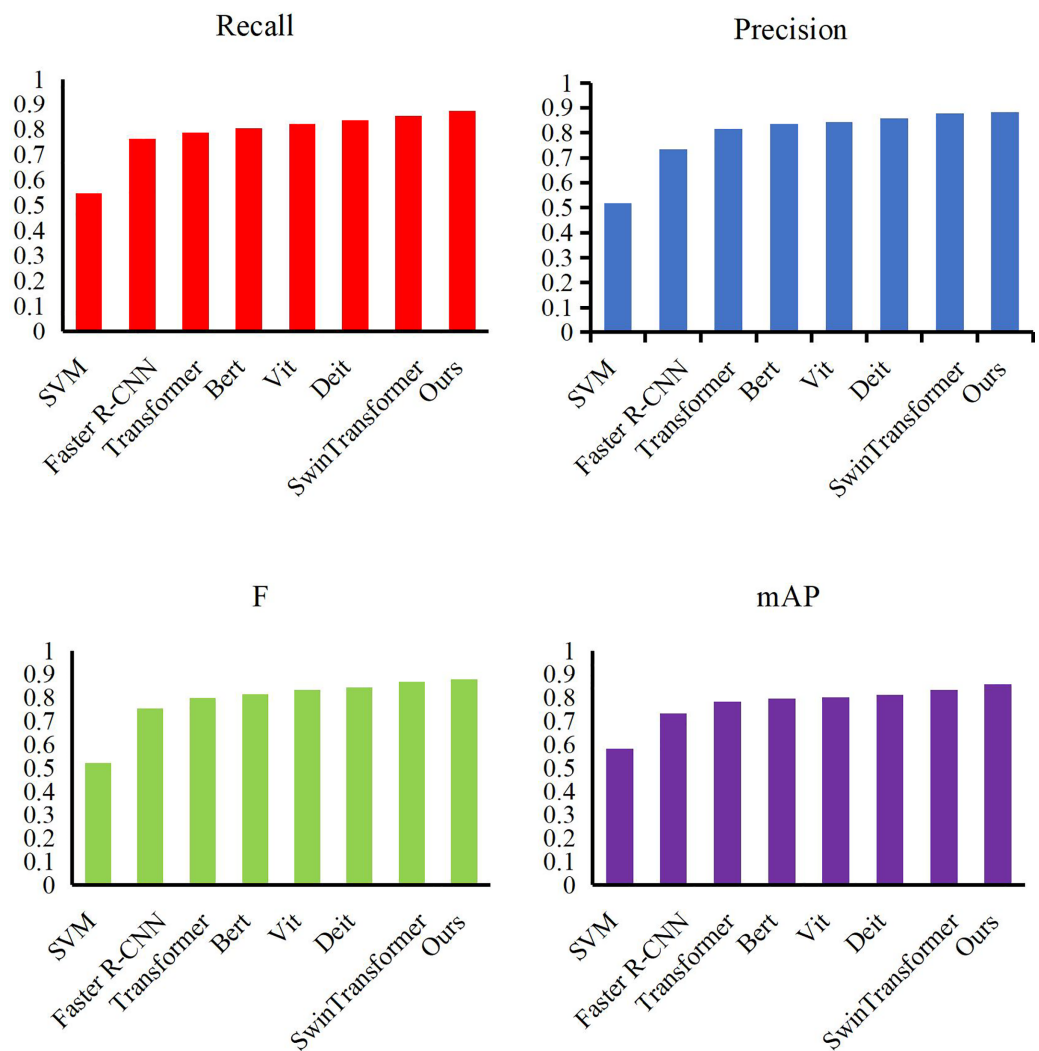 Recall
1
0.9
0.8
0.7
0.6
0.5
0.4
0.3
0.2
0.1
0
SVM
Faster R-CNN
Transformer
Bert
Vit
Deit
SwinTransformer
Ours
Precision
1
0.9
0.8
0.7
0.6
0.5
0.4
0.3
0.2
0.1
0
SVM
Faster R-CNN
Transformer
Bert
Vit
Deit
SwinTransformer
Ours
F
1
0.9
0.8
0.7
0.6
0.5
0.4
0.3
0.2
0.1
0
SVM
Faster R-CNN
Transformer
Bert
Vit
Deit
SwinTransformer
Ours
mAP
1
0.9
0.8
0.7
0.6
0.5
0.4
0.3
0.2
0.1
0
SVM
Faster R-CNN
Transformer
Bert
Vit
Deit
SwinTransformer
Ours